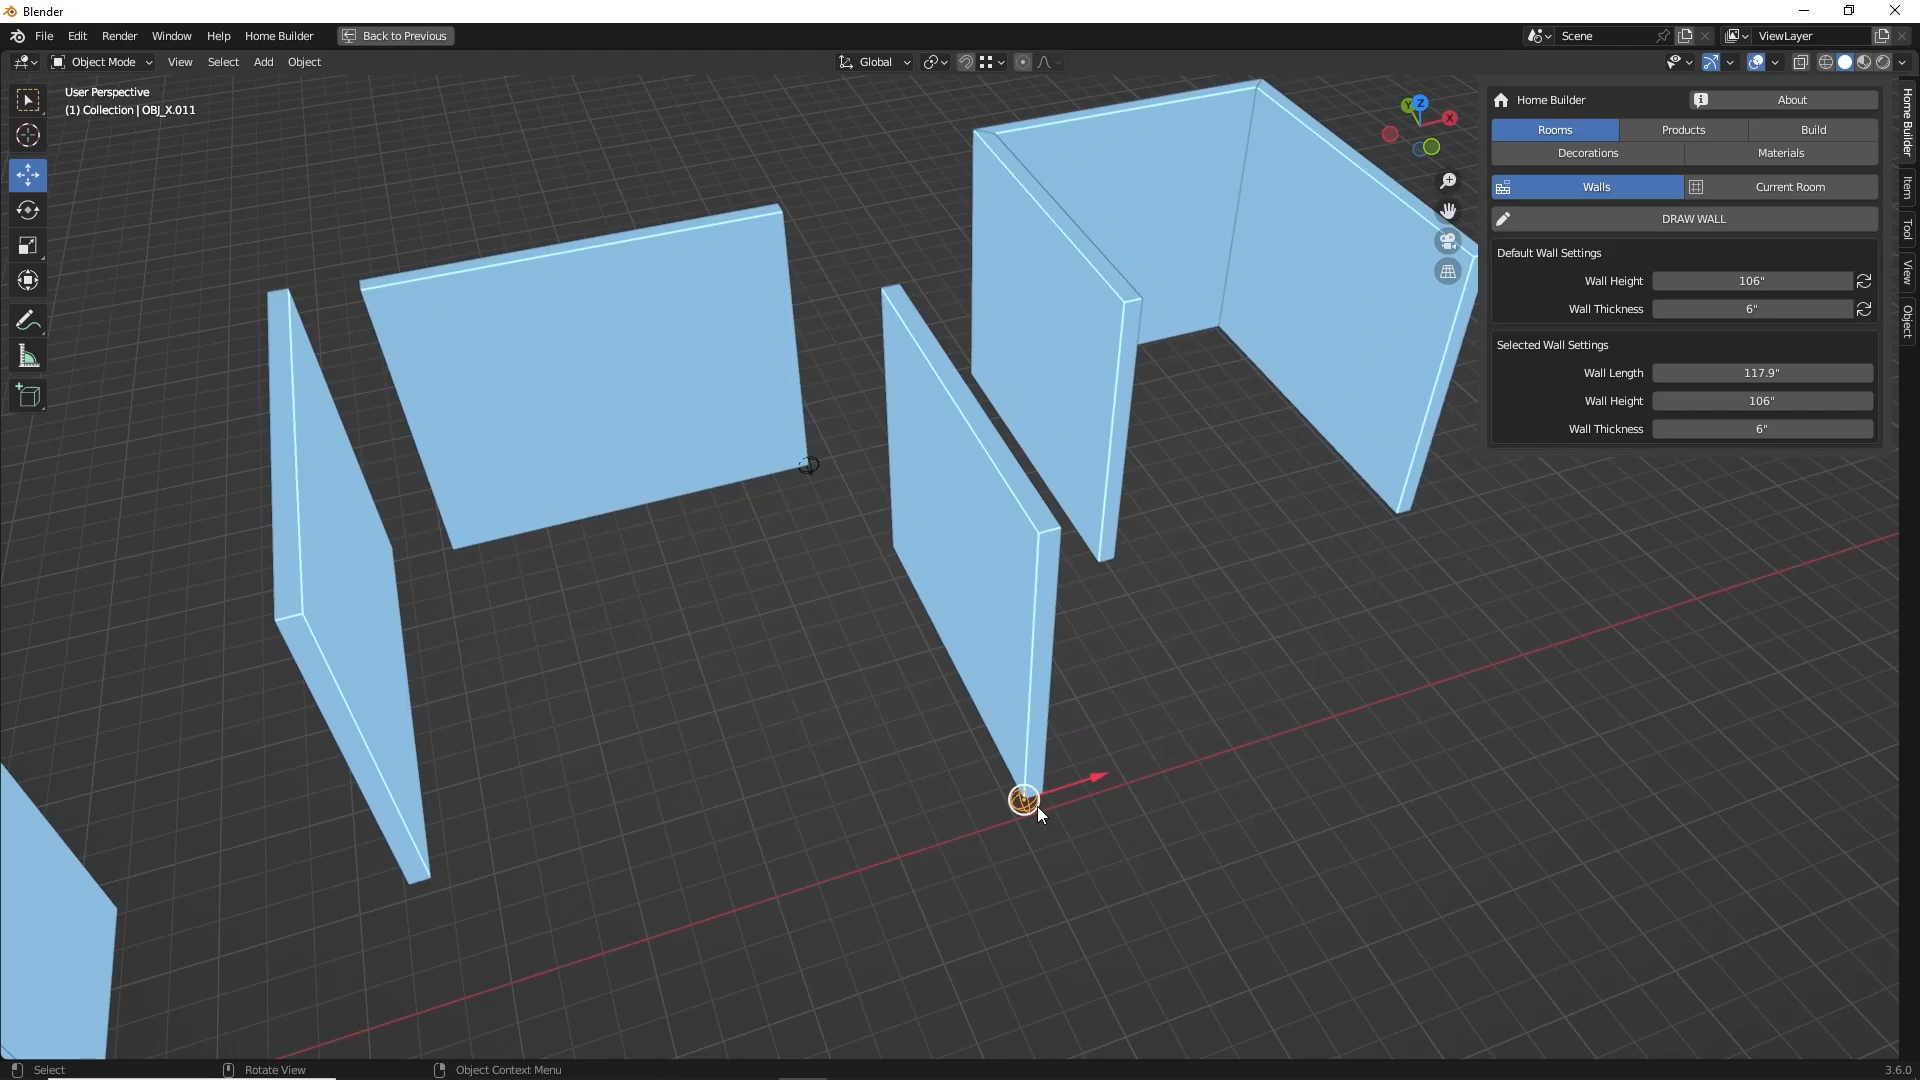 Blender
File Edit Render Window Help Home Builder Back to Previous Scene ViewLayer
Object Mode View Select Add Object Global
User Perspective
(1) Collection | OBJ_X.011
Y Z X
Home Builder About
Rooms Products Build
Decorations Materials
Walls Current Room
DRAW WALL
Default Wall Settings
Wall Height 106"
Wall Thickness 6"
Selected Wall Settings
Wall Length 117.9"
Wall Height 106"
Wall Thickness 6"
Home Builder
Item
Tool
View
Object
Select Rotate View Object Context Menu 3.6.0